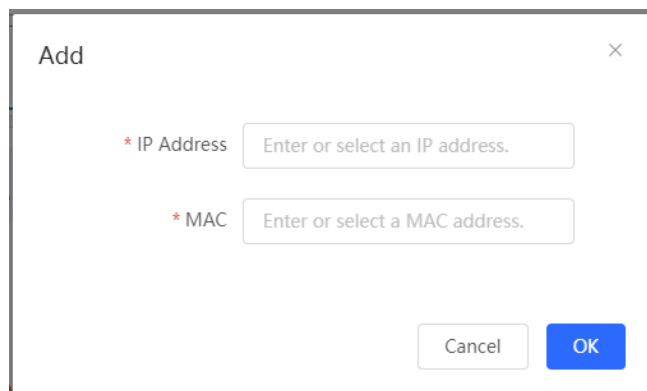 Add
* IP Address
Enter or select an IP address.
* MAC
Enter or select a MAC address.
Cancel
OK